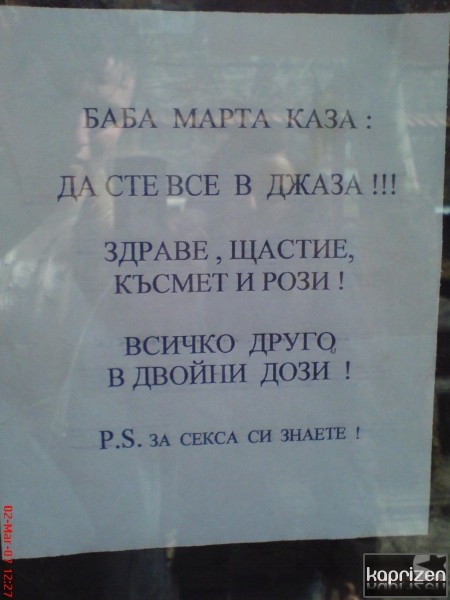 БАБА МАРТА КАЗА :
ДА СТЕ ВСЕ В ДЖАЗА !!!
ЗДРАВЕ , ЩАСТИЕ,
КЪСМЕТ И РОЗИ !
ВСИЧКО ДРУГО
В ДВОЙНИ ДОЗИ !
P.S. ЗА СЕКСА СИ ЗНАЕТЕ !
02-Mar-07 12:27
kaprizen